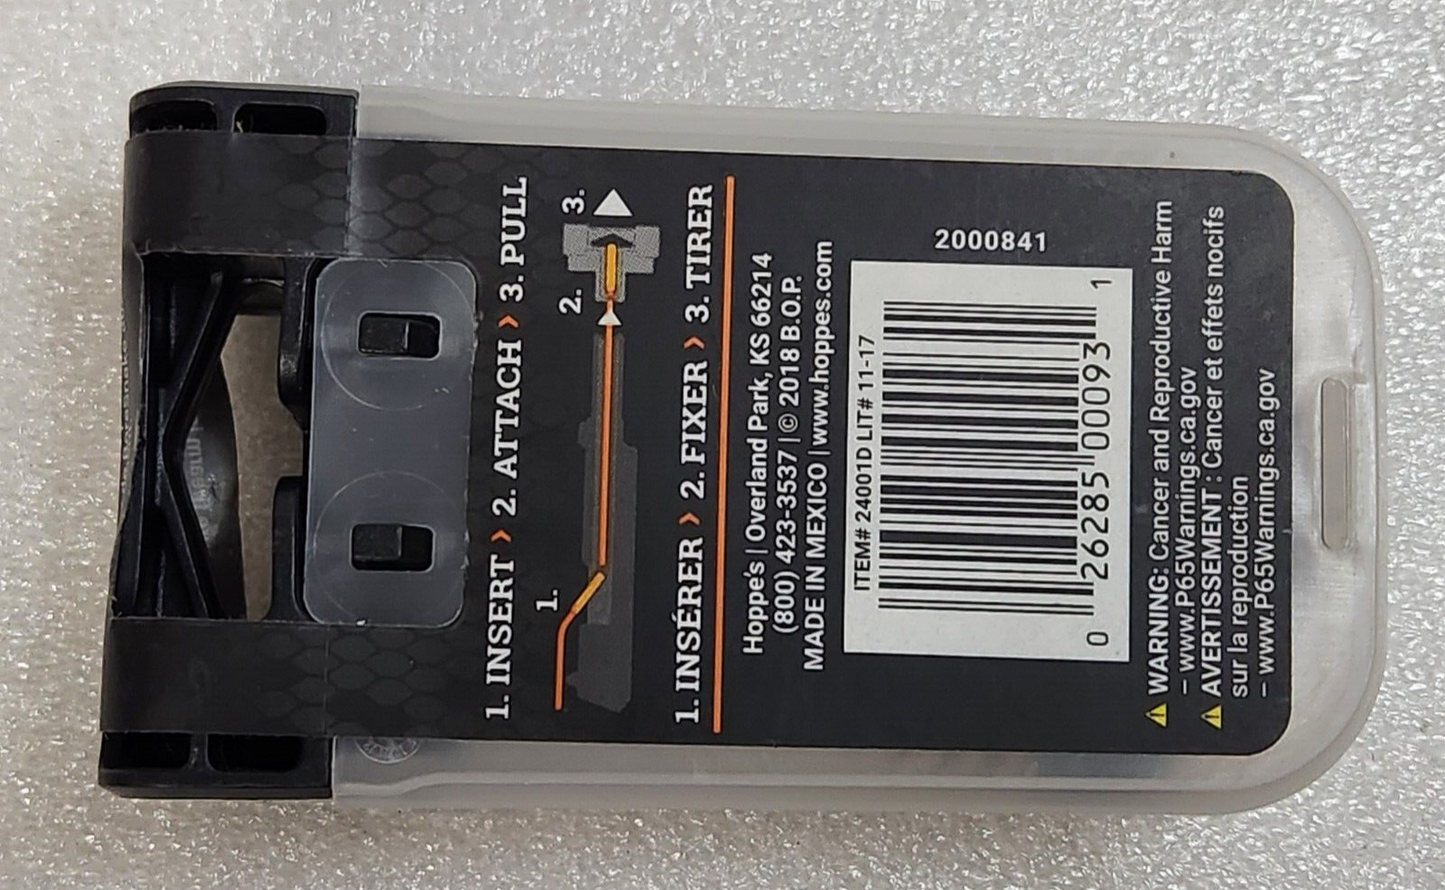 1. INSERT > 2. ATTACH > 3. PULL
1.
2.
3.
1. INSÉRER > 2. FIXER > 3. TIRER
Hoppe's | Overland Park, KS 66214
(800) 423-3537 | © 2018 B.O.P.
MADE IN MEXICO | www.hoppes.com
ITEM# 24001D LIT# 11-17
0 26285 00093 1
2000841
WARNING: Cancer and Reproductive Harm
– www.P65Warnings.ca.gov
AVERTISSEMENT : Cancer et effets nocifs
sur la reproduction
– www.P65Warnings.ca.gov